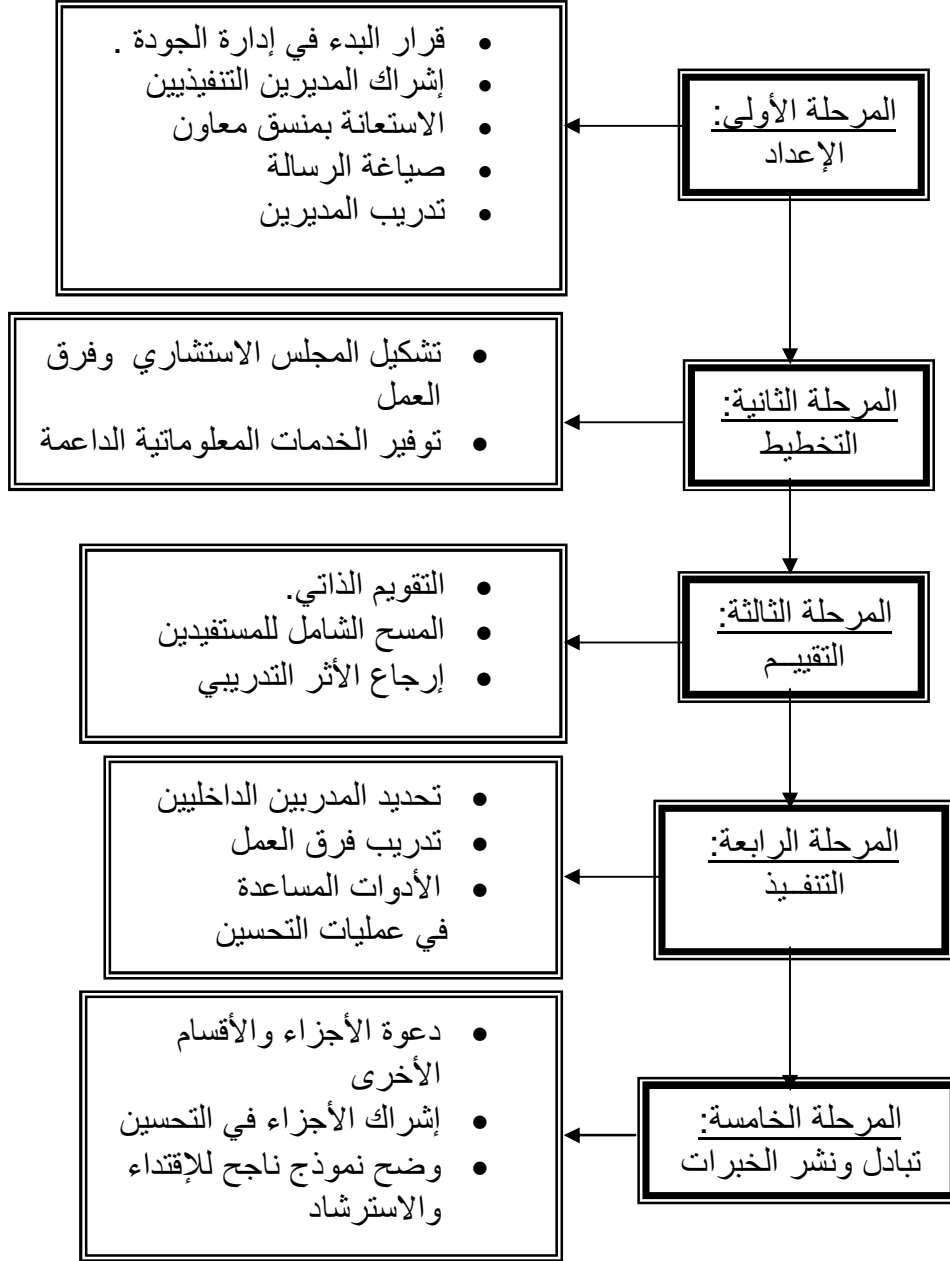 المرحلة الأولى:
الإعداد
• قرار البدء في إدارة الجودة .
• إشراك المديرين التنفيذيين
• الاستعانة بمنسق معاون
• صياغة الرسالة
• تدريب المديرين
المرحلة الثانية:
التخطيط
• تشكيل المجلس الاستشاري وفرق
العمل
• توفير الخدمات المعلوماتية الداعمة
المرحلة الثالثة:
التقييــم
• التقويم الذاتي.
• المسح الشامل للمستفيدين
• إرجاع الأثر التدريبي
المرحلة الرابعة:
التنفــيذ
• تحديد المدربين الداخليين
• تدريب فرق العمل
• الأدوات المساعدة
في عمليات التحسين
المرحلة الخامسة:
تبادل ونشر الخبرات
• دعوة الأجزاء والأقسام
الأخرى
• إشراك الأجزاء في التحسين
• وضح نموذج ناجح للإقتداء
والاسترشاد